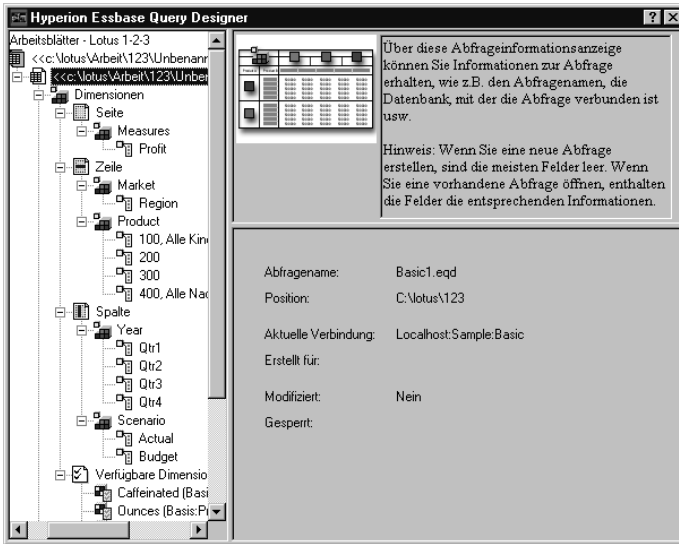 Hyperion Essbase Query Designer
Arbeitsblätter - Lotus 1-2-3
<<c:\lotus\Arbeit\123\Unbenann
<<c:\lotus\Arbeit\123\Unber
Dimensionen
Seite
Measures
Profit
Zeile
Market
Region
Product
100, Alle Kin
200
300
400, Alle Nac
Spalte
Year
Qtr1
Qtr2
Qtr3
Qtr4
Scenario
Actual
Budget
Verfügbare Dimensio
Caffeinated (Basi
Ounces (Basis:Pr
Über diese Abfrageinformationsanzeige
können Sie Informationen zur Abfrage
erhalten, wie z.B. den Abfragenamen, die
Datenbank, mit der die Abfrage verbunden ist
usw.
Hinweis: Wenn Sie eine neue Abfrage
erstellen, sind die meisten Felder leer. Wenn
Sie eine vorhandene Abfrage öffnen, enthalten
die Felder die entsprechenden Informationen.
Abfragename: Basic1.eqd
Position: C:\lotus\123
Aktuelle Verbindung: Localhost:Sample:Basic
Erstellt für:
Modifiziert: Nein
Gesperrt: